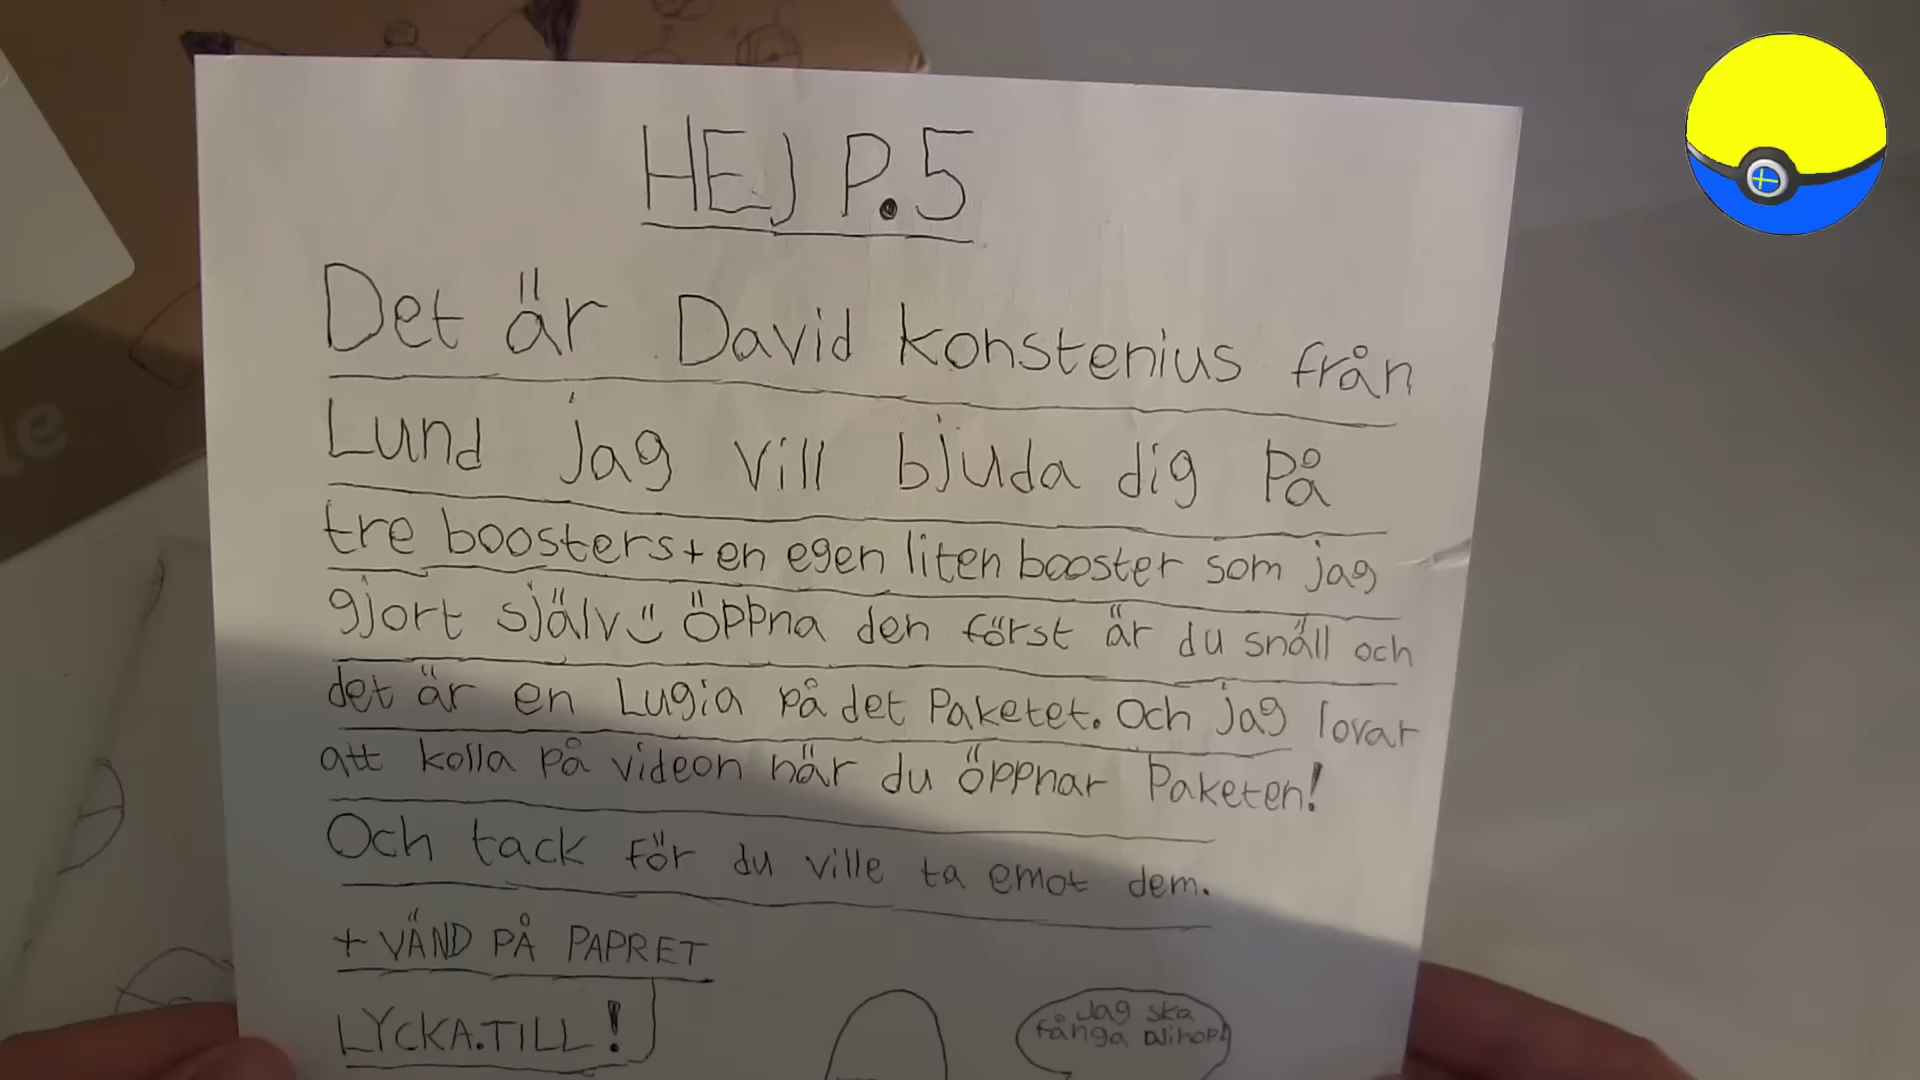 HEJ P.5
Det är David konstenius från
Lund jag vill bjuda dig på
tre boosters + en egen liten booster som jag
gjort själv Öppna den först är du snäll och
det är en Lugia på det Paketet. Och jag lovar
att kolla på videon när du öppnar Paketen!
Och tack för du ville ta emot dem.
+ VÄND PÅ PAPRET
LYCKA.TILL!
Jag ska
fånga